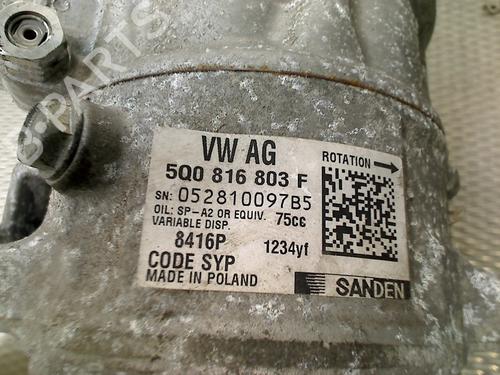 B-PARTS
VW AG
5Q0 816 803 F
ROTATION
SN: 052810097B5
OIL: SP-A2 OR EQUIV. 75cc
VARIABLE DISP.
8416P 1234yf
CODE SYP
MADE IN POLAND
SANDEN